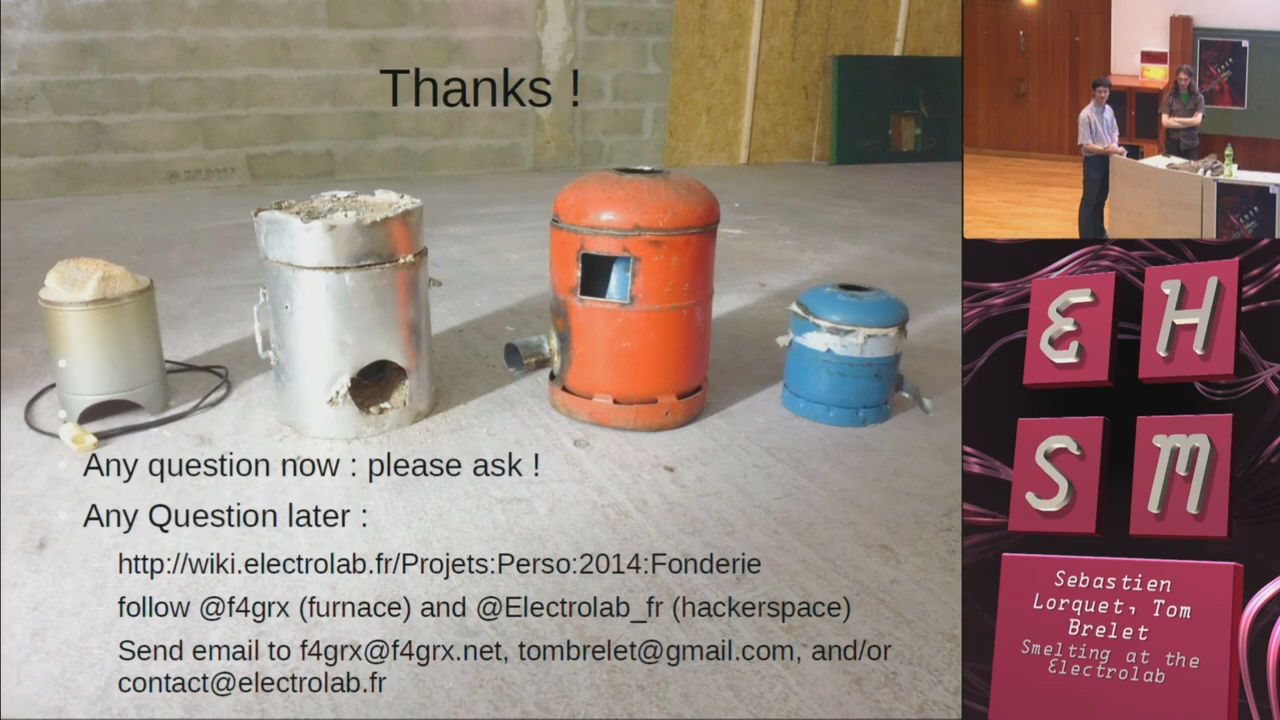 Thanks !
Any question now : please ask !
Any Question later :
http://wiki.electrolab.fr/Projets:Perso:2014:Fonderie
follow @f4grx (furnace) and @Electrolab_fr (hackerspace)
Send email to f4grx@f4grx.net, tombrelet@gmail.com, and/or
contact@electrolab.fr
E H
S M
Sebastien
Lorquet, Tom
Brelet
Smelting at the
Electrolab